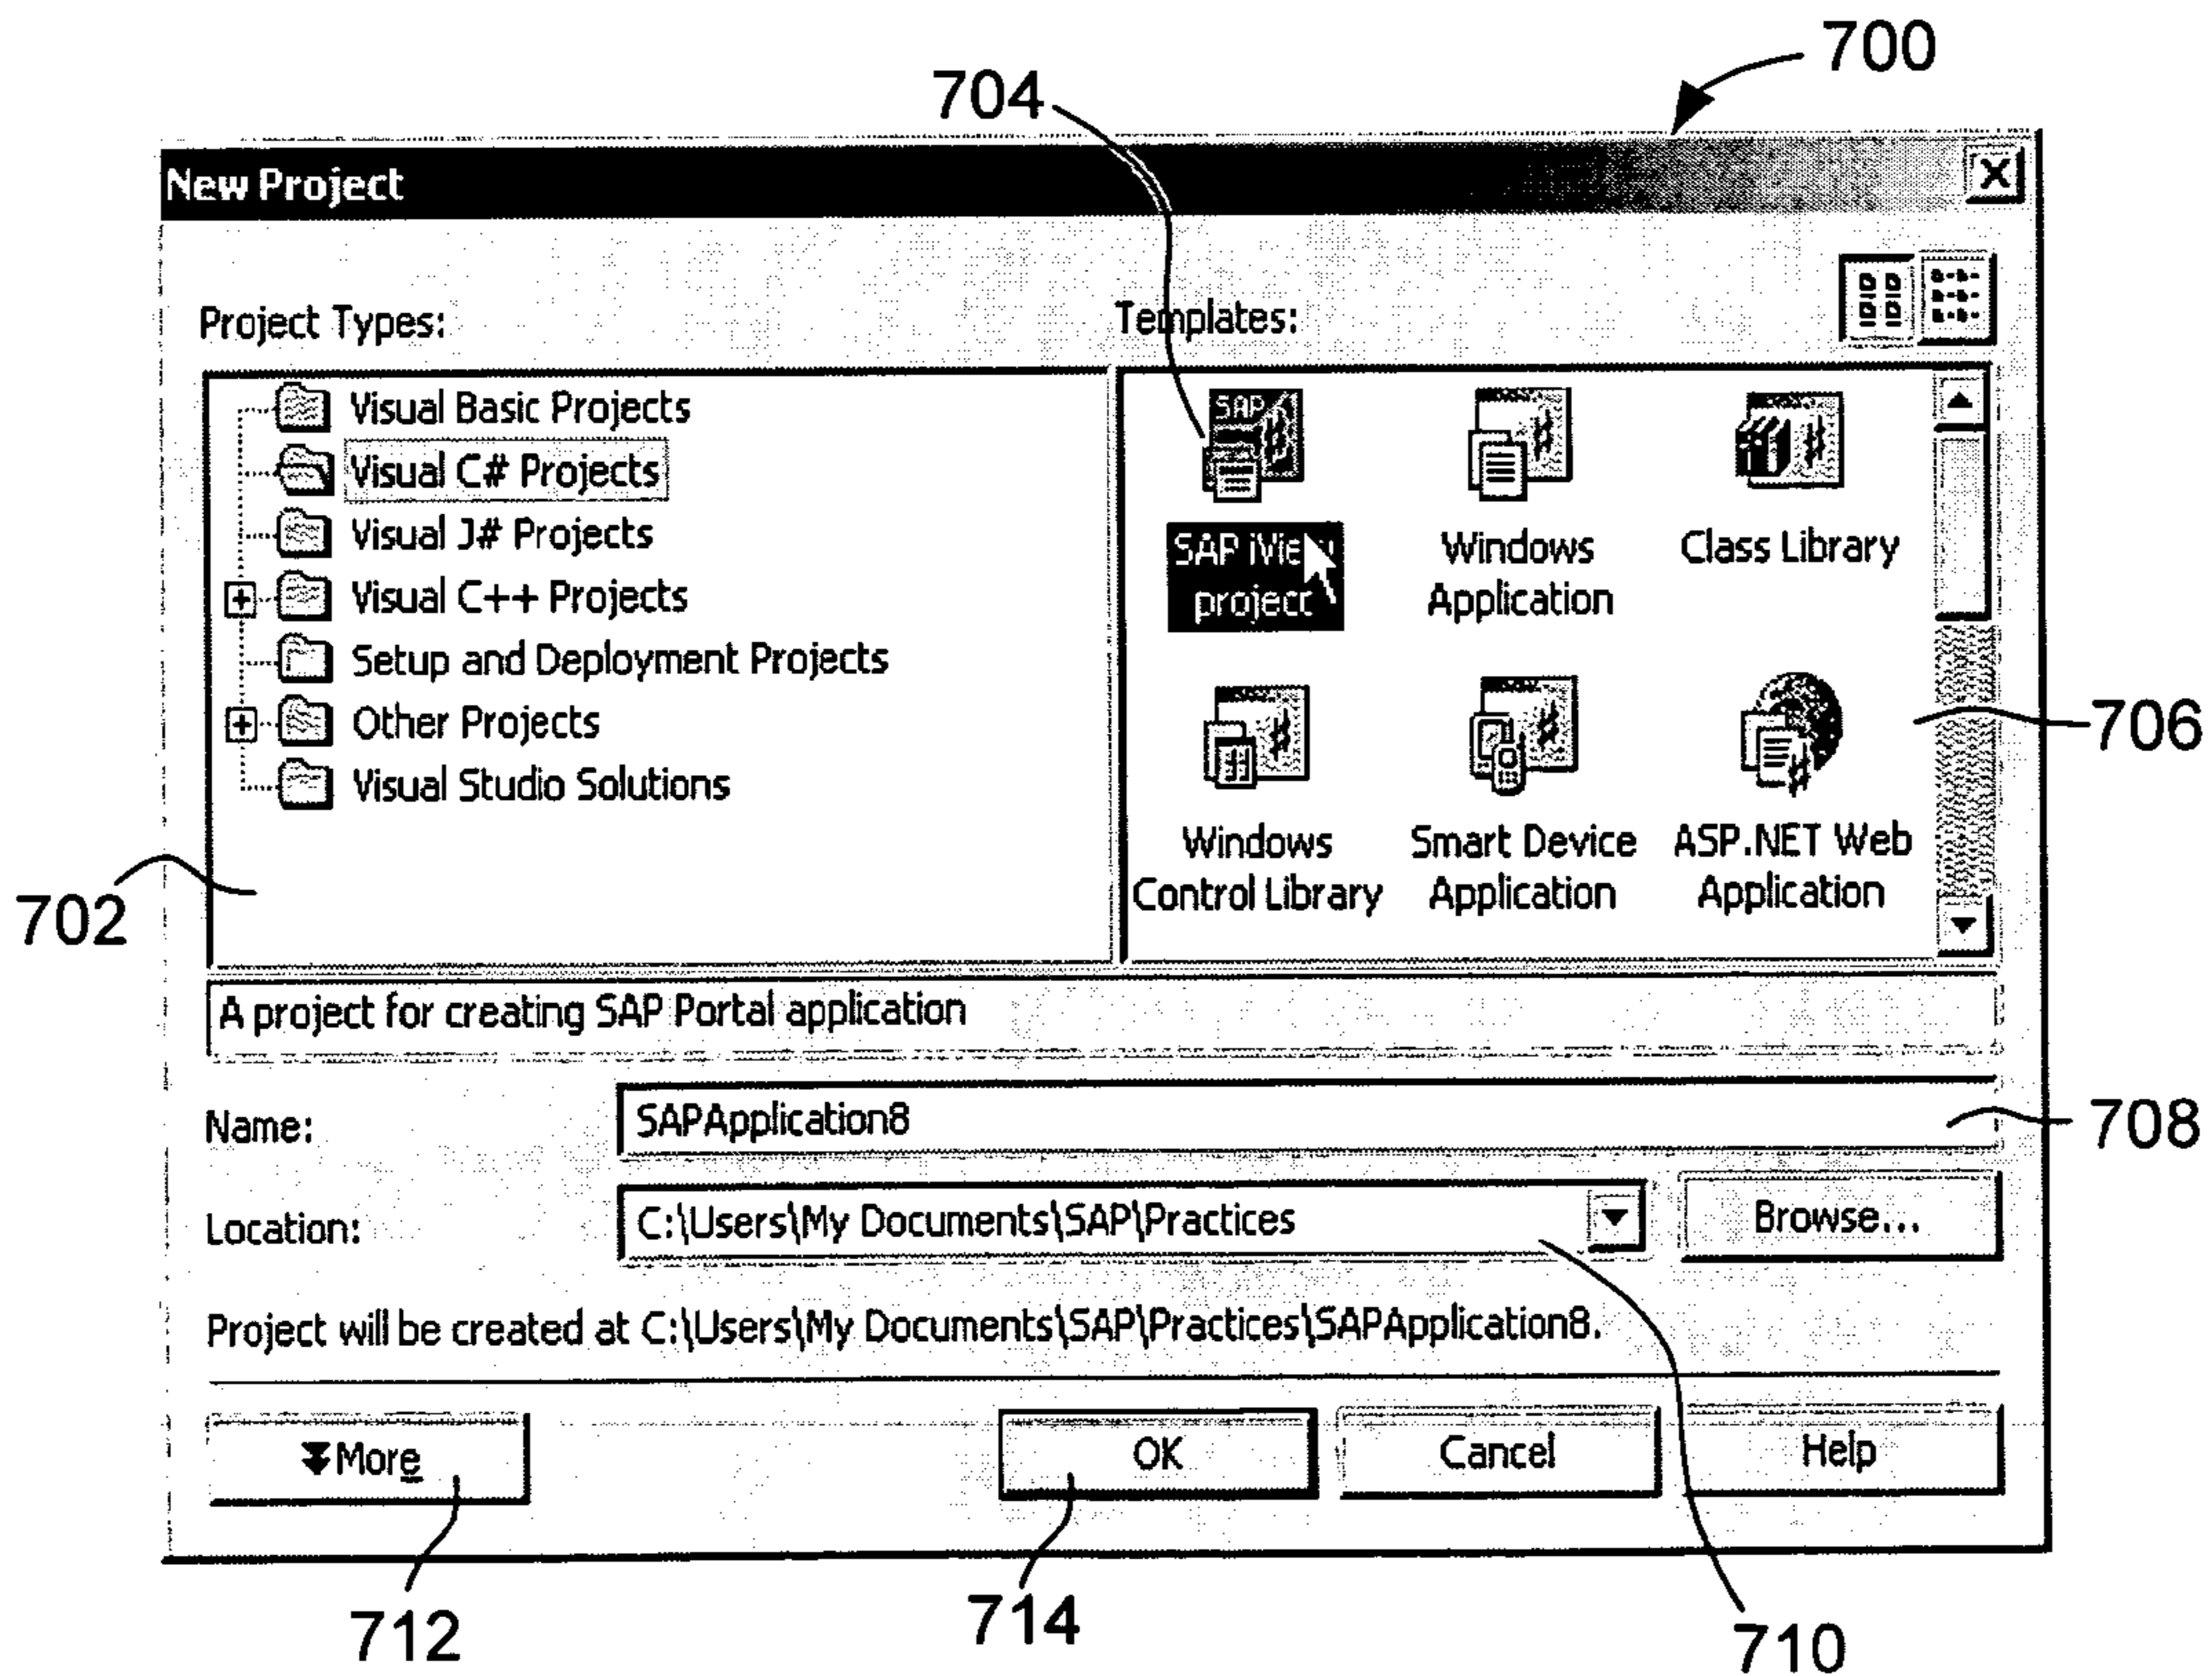 700
704
New Project
Project Types:
Templates:
Visual Basic Projects
Visual C# Projects
Visual J# Projects
Visual C++ Projects
Setup and Deployment Projects
Other Projects
Visual Studio Solutions
SAP
SAP iView
project
Windows
Application
Class Library
Windows
Control Library
Smart Device
Application
ASP.NET Web
Application
706
702
A project for creating SAP Portal application
Name:
SAPApplication8
708
Location:
C:\Users\My Documents\SAP\Practices
Browse...
Project will be created at C:\Users\My Documents\SAP\Practices\SAPApplication8.
More
OK
Cancel
Help
712
714
710